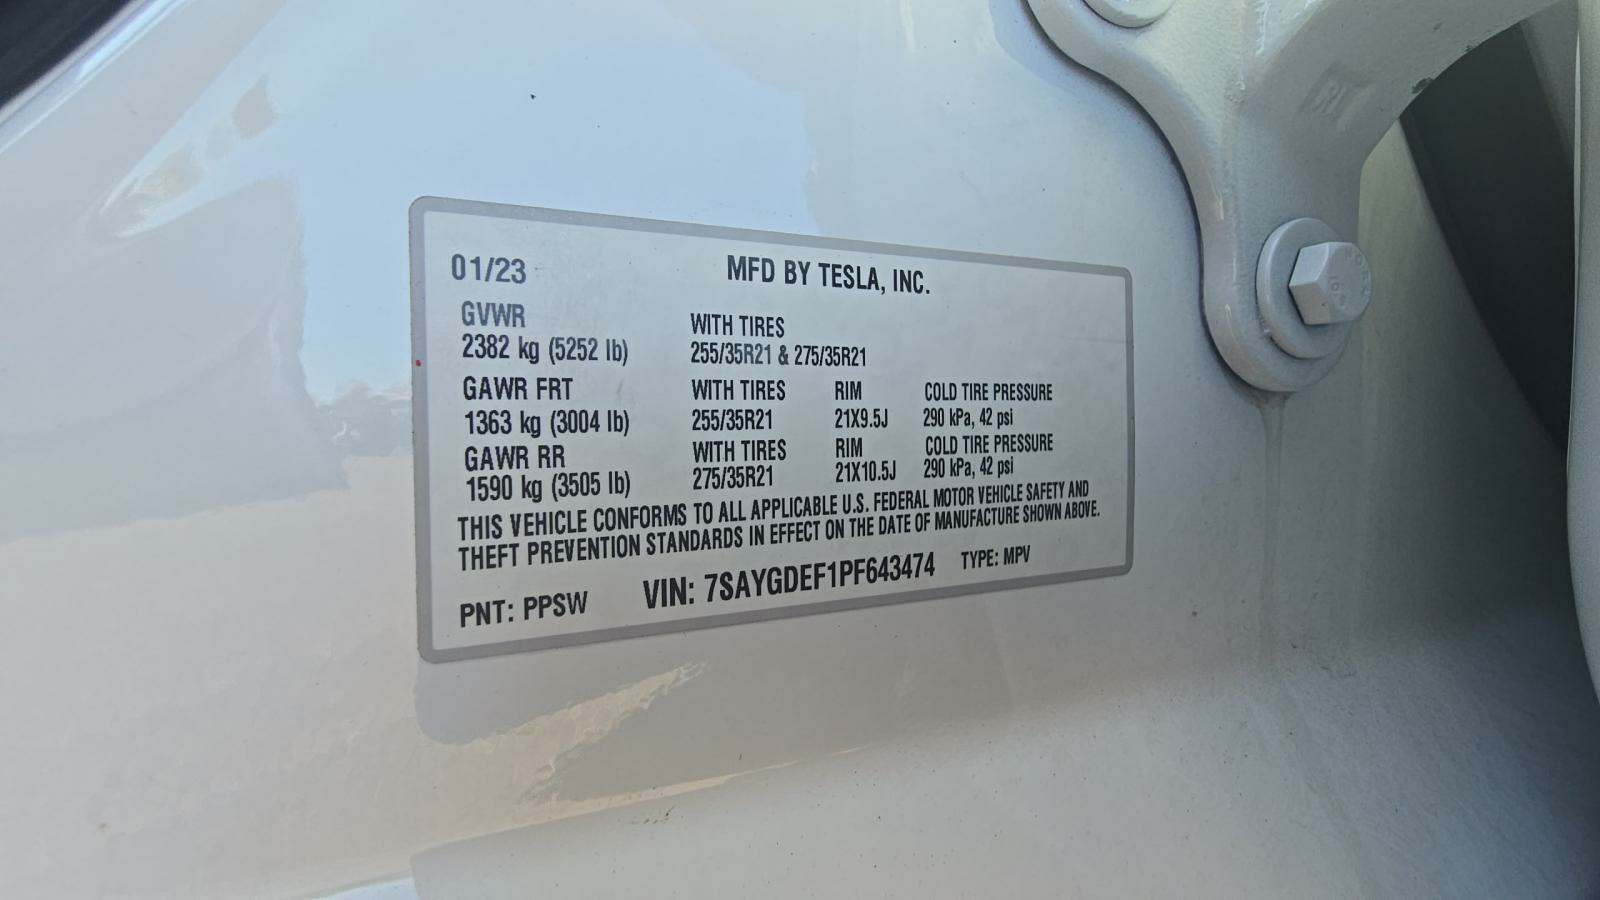 01/23 MFD BY TESLA, INC.
GVWR WITH TIRES
2382 kg (5252 lb) 255/35R21 & 275/35R21
GAWR FRT WITH TIRES RIM COLD TIRE PRESSURE
1363 kg (3004 lb) 255/35R21 21X9.5J 290 kPa, 42 psi
GAWR RR WITH TIRES RIM COLD TIRE PRESSURE
1590 kg (3505 lb) 275/35R21 21X10.5J 290 kPa, 42 psi
THIS VEHICLE CONFORMS TO ALL APPLICABLE U.S. FEDERAL MOTOR VEHICLE SAFETY AND
THEFT PREVENTION STANDARDS IN EFFECT ON THE DATE OF MANUFACTURE SHOWN ABOVE.
PNT: PPSW VIN: 7SAYGDEF1PF643474 TYPE: MPV